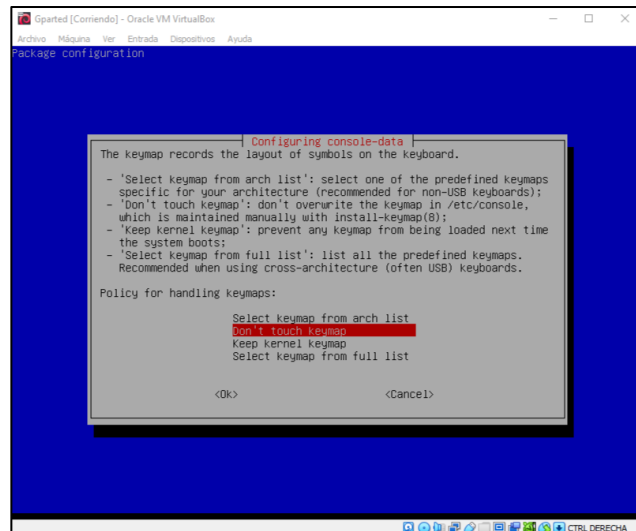 Gparted [Corriendo] - Oracle VM VirtualBox
Archivo Máquina Ver Entrada Dispositivos Ayuda
Package configuration
Configuring console-data
The keymap records the layout of symbols on the keyboard.
- 'Select keymap from arch list': select one of the predefined keymaps
specific for your architecture (recommended for non-USB keyboards);
- 'Don't touch keymap': don't overwrite the keymap in /etc/console,
which is maintained manually with install-keymap(8);
- 'Keep kernel keymap': prevent any keymap from being loaded next time
the system boots;
- 'Select keymap from full list': list all the predefined keymaps.
Recommended when using cross-architecture (often USB) keyboards.
Policy for handling keymaps:
Select keymap from arch list
Don't touch keymap
Keep kernel keymap
Select keymap from full list
<Ok> <Cancel>
CTRL DERECHA